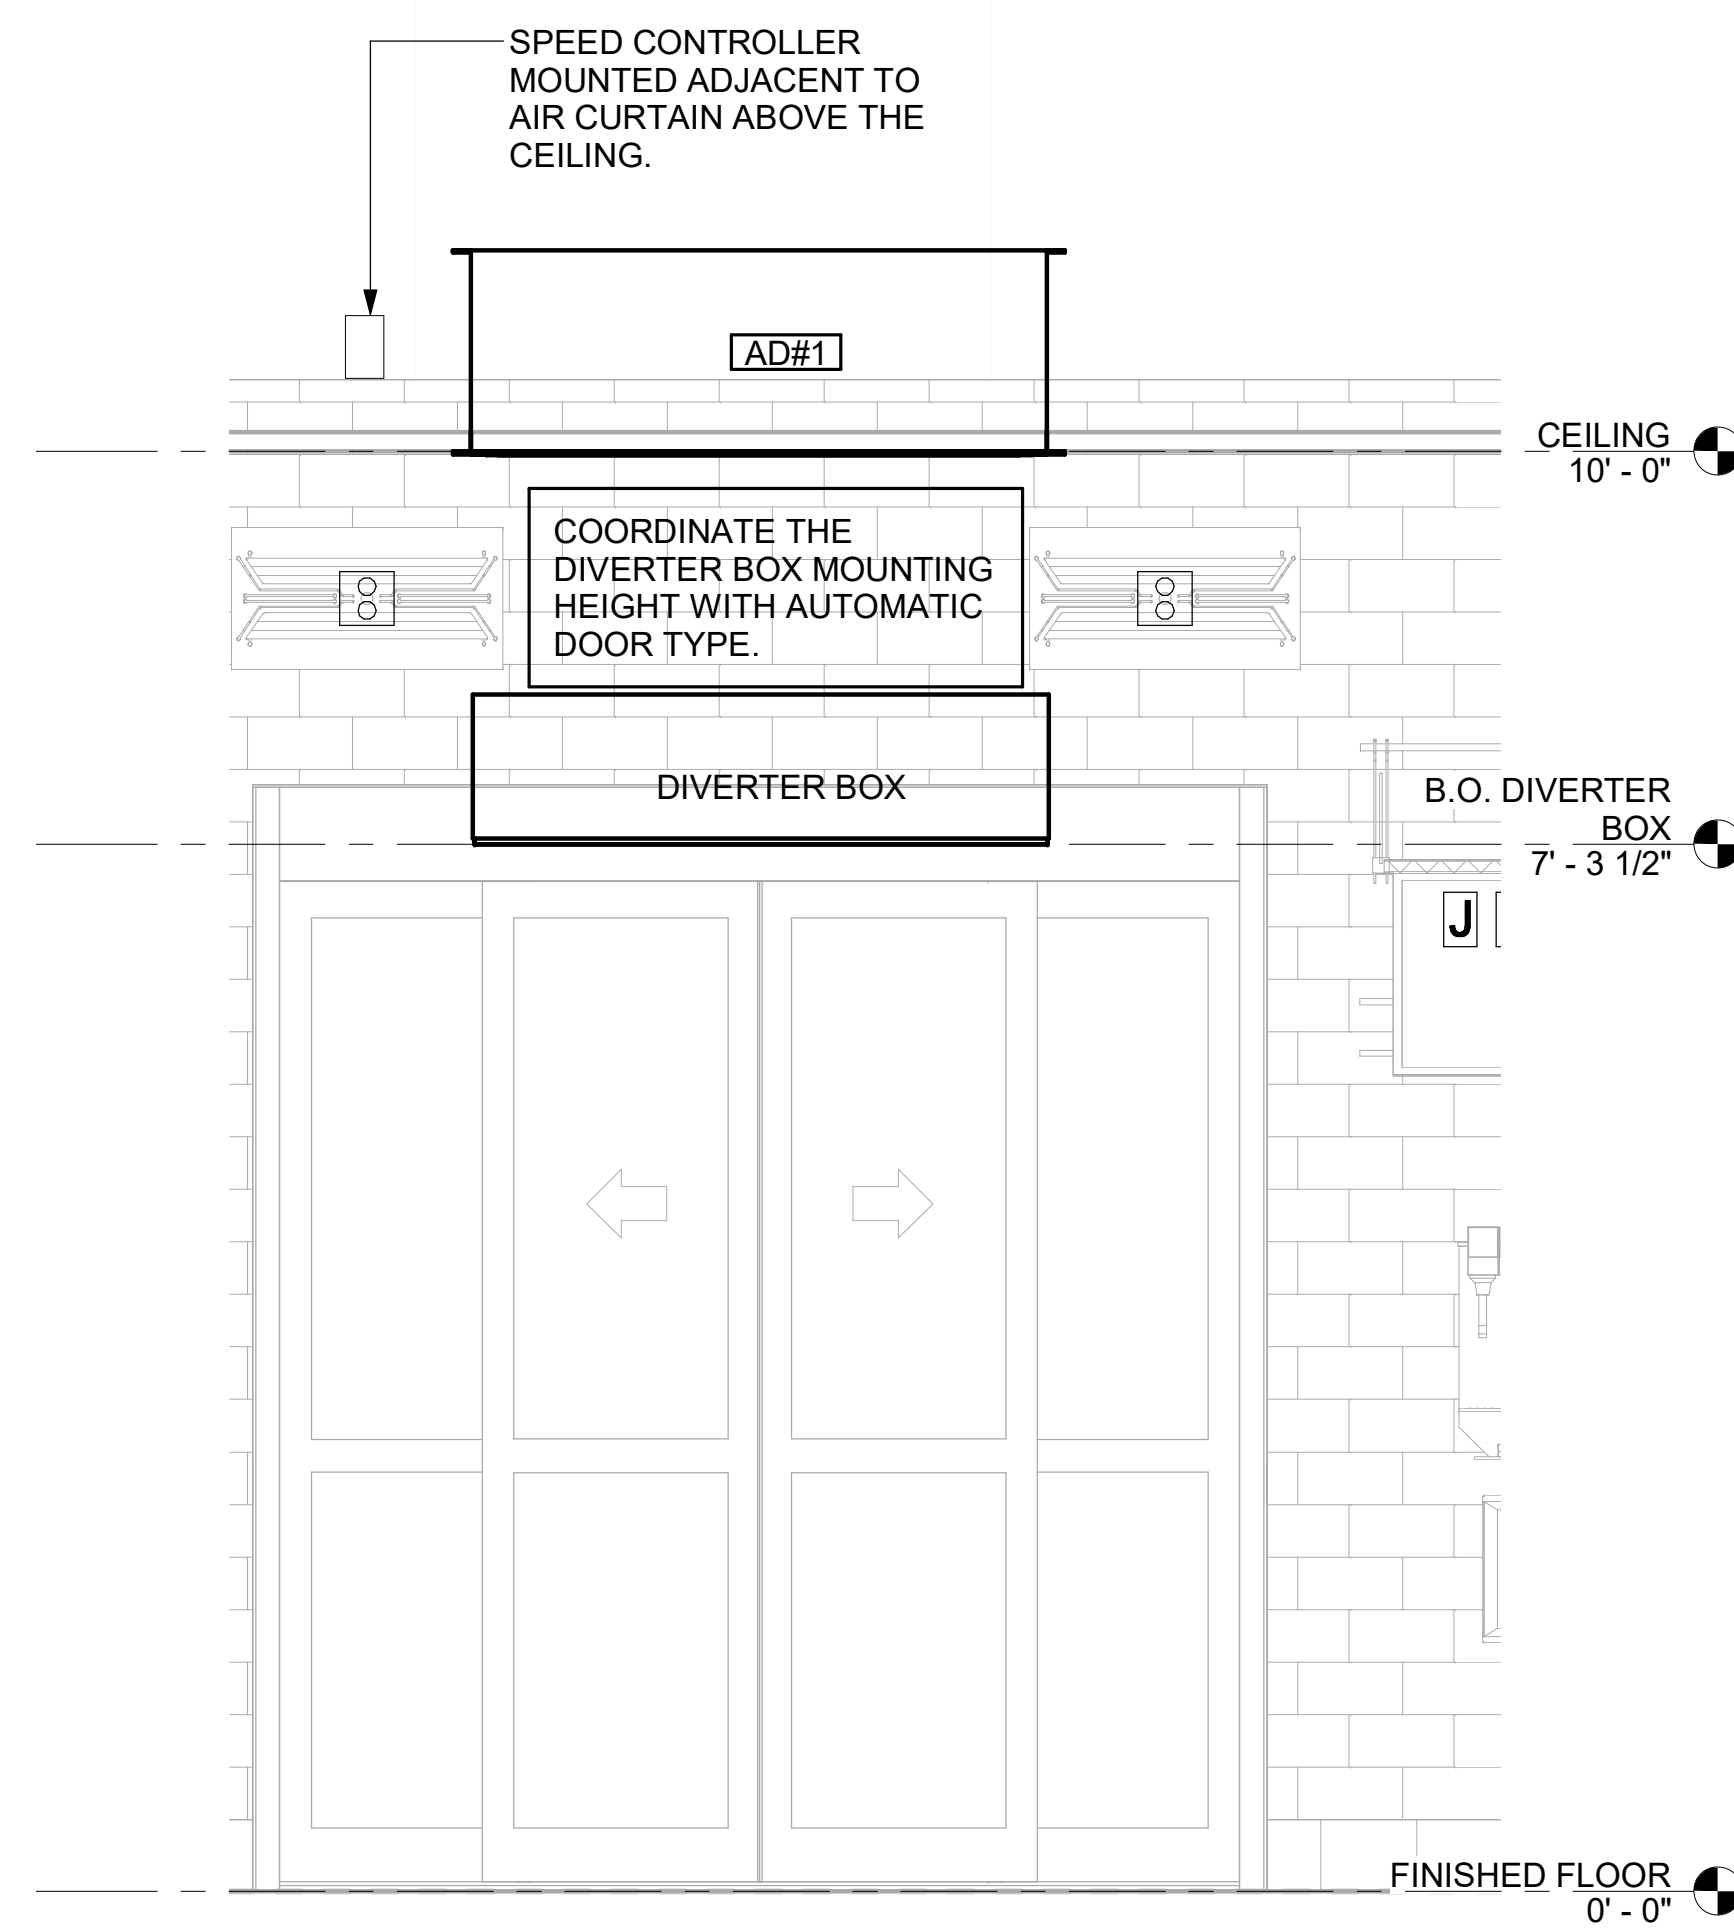 SPEED CONTROLLER
MOUNTED ADJACENT TO
AIR CURTAIN ABOVE THE
CEILING.
AD#1
CEILING
10' - 0"
COORDINATE THE
DIVERTER BOX MOUNTING
HEIGHT WITH AUTOMATIC
DOOR TYPE.
DIVERTER BOX
B.O. DIVERTER
BOX
7' - 3 1/2"
J
FINISHED FLOOR
0' - 0"